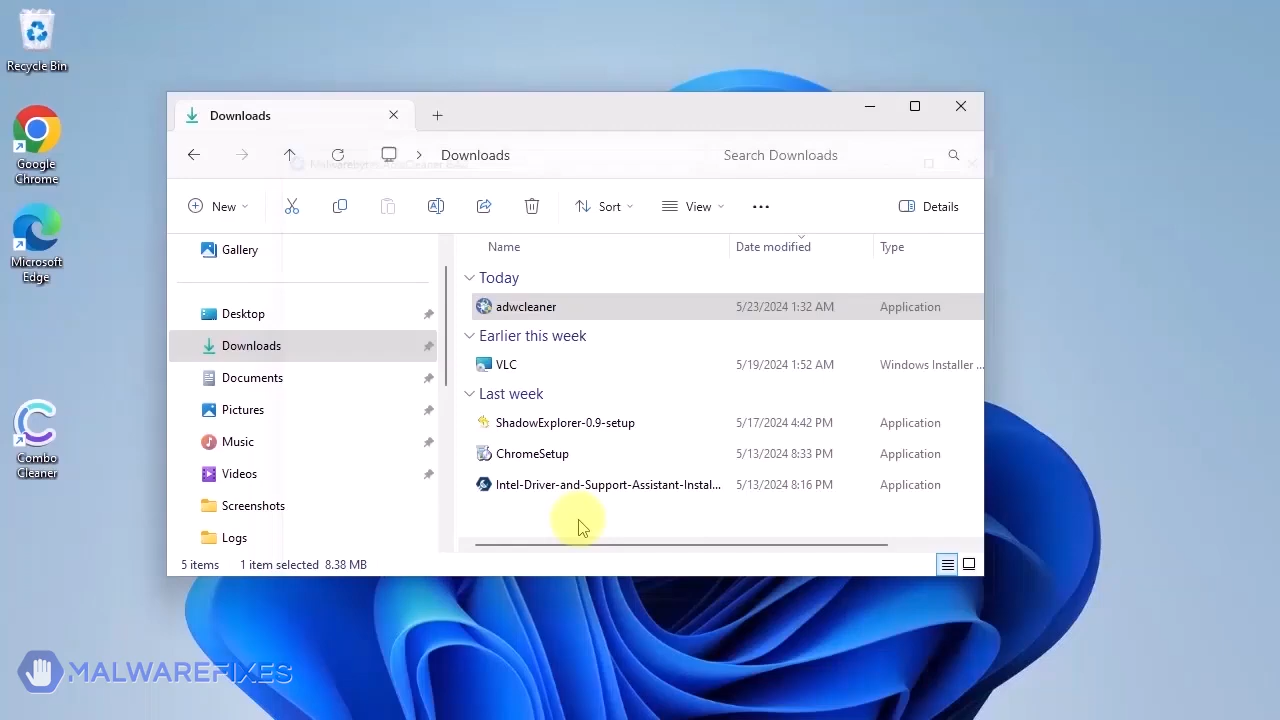 Recycle Bin
Google
Chrome
Microsoft
Edge
Combo
Cleaner
Downloads
Downloads
Search Downloads
New
Sort
View
Details
Gallery
Desktop
Downloads
Documents
Pictures
Music
Videos
Screenshots
Logs
Name Date modified Type
Today
adwcleaner 5/23/2024 1:32 AM Application
Earlier this week
VLC 5/19/2024 1:52 AM Windows Installer ...
Last week
ShadowExplorer-0.9-setup 5/17/2024 4:42 PM Application
ChromeSetup 5/13/2024 8:33 PM Application
Intel-Driver-and-Support-Assistant-Instal... 5/13/2024 8:16 PM Application
5 items 1 item selected 8.38 MB
MALWAREFIXES